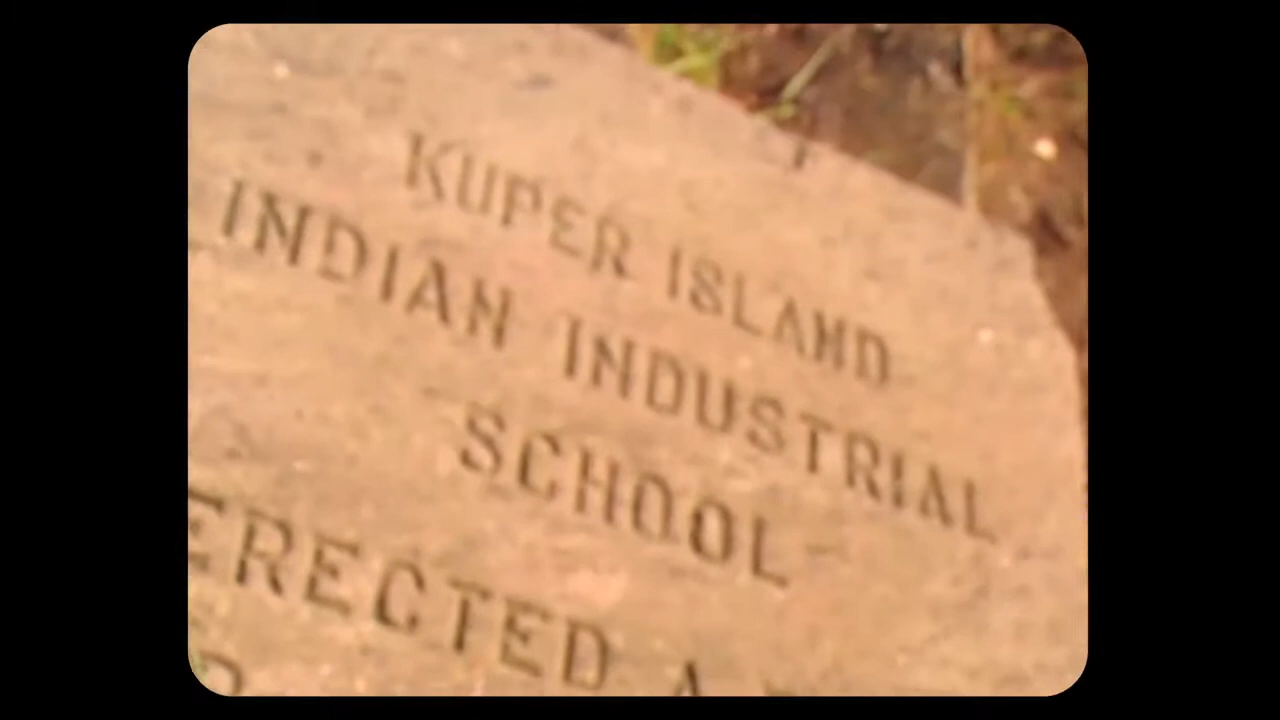 KUPER ISLAND
INDIAN INDUSTRIAL
SCHOOL-
ERECTED A